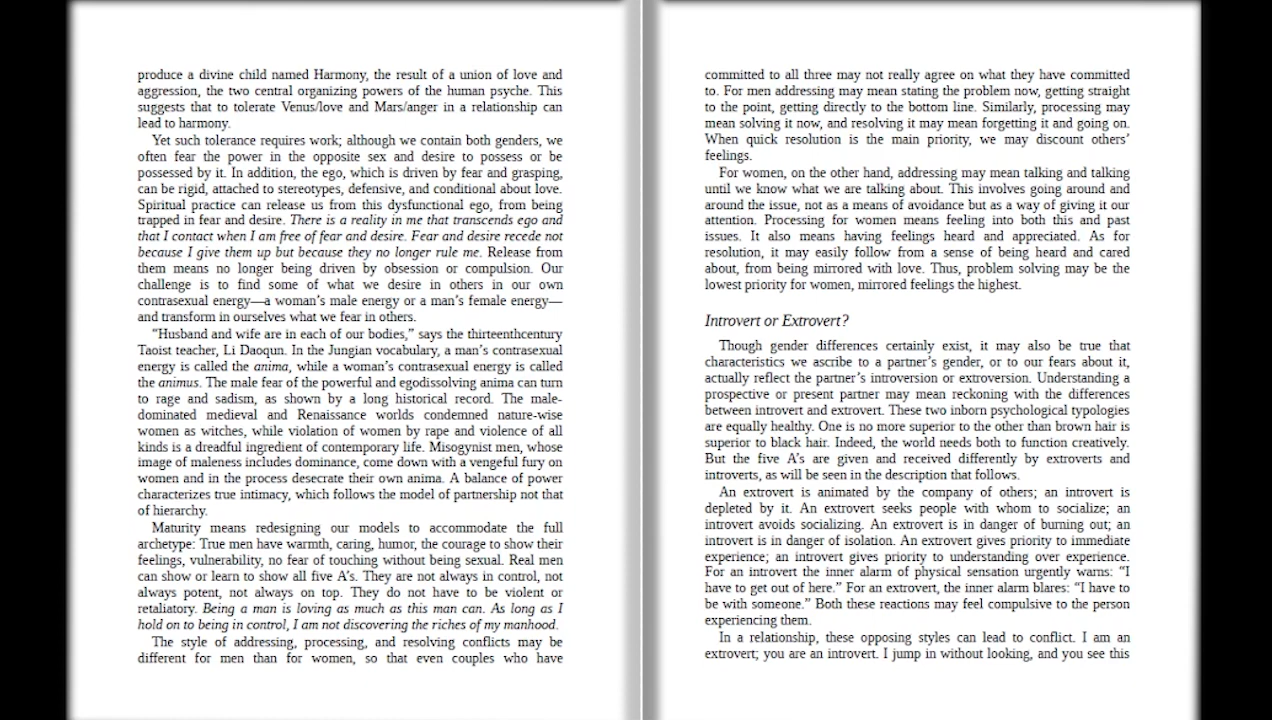 produce a divine child named Harmony, the result of a union of love and
aggression, the two central organizing powers of the human psyche. This
suggests that to tolerate Venus/love and Mars/anger in a relationship can
lead to harmony.
Yet such tolerance requires work; although we contain both genders, we
often fear the power in the opposite sex and desire to possess or be
possessed by it. In addition, the ego, which is driven by fear and grasping,
can be rigid, attached to stereotypes, defensive, and conditional about love.
Spiritual practice can release us from this dysfunctional ego, from being
trapped in fear and desire. There is a reality in me that transcends ego and
that I contact when I am free of fear and desire. Fear and desire recede not
because I give them up but because they no longer rule me. Release from
them means no longer being driven by obsession or compulsion. Our
challenge is to find some of what we desire in others in our own
contrasexual energy—a woman’s male energy or a man’s female energy—
and transform in ourselves what we fear in others.
“Husband and wife are in each of our bodies,” says the thirteenthcentury
Taoist teacher, Li Daoqun. In the Jungian vocabulary, a man’s contrasexual
energy is called the anima, while a woman’s contrasexual energy is called
the animus. The male fear of the powerful and egodissolving anima can turn
to rage and sadism, as shown by a long historical record. The male-
dominated medieval and Renaissance worlds condemned nature-wise
women as witches, while violation of women by rape and violence of all
kinds is a dreadful ingredient of contemporary life. Misogynist men, whose
image of maleness includes dominance, come down with a vengeful fury on
women and in the process desecrate their own anima. A balance of power
characterizes true intimacy, which follows the model of partnership not that
of hierarchy.
Maturity means redesigning our models to accommodate the full
archetype: True men have warmth, caring, humor, the courage to show their
feelings, vulnerability, no fear of touching without being sexual. Real men
can show or learn to show all five A’s. They are not always in control, not
always potent, not always on top. They do not have to be violent or
retaliatory. Being a man is loving as much as this man can. As long as I
hold on to being in control, I am not discovering the riches of my manhood.
The style of addressing, processing, and resolving conflicts may be
different for men than for women, so that even couples who have
committed to all three may not really agree on what they have committed
to. For men addressing may mean stating the problem now, getting straight
to the point, getting directly to the bottom line. Similarly, processing may
mean solving it now, and resolving it may mean forgetting it and going on.
When quick resolution is the main priority, we may discount others’
feelings.
For women, on the other hand, addressing may mean talking and talking
until we know what we are talking about. This involves going around and
around the issue, not as a means of avoidance but as a way of giving it our
attention. Processing for women means feeling into both this and past
issues. It also means having feelings heard and appreciated. As for
resolution, it may easily follow from a sense of being heard and cared
about, from being mirrored with love. Thus, problem solving may be the
lowest priority for women, mirrored feelings the highest.
Introvert or Extrovert?
Though gender differences certainly exist, it may also be true that
characteristics we ascribe to a partner’s gender, or to our fears about it,
actually reflect the partner’s introversion or extroversion. Understanding a
prospective or present partner may mean reckoning with the differences
between introvert and extrovert. These two inborn psychological typologies
are equally healthy. One is no more superior to the other than brown hair is
superior to black hair. Indeed, the world needs both to function creatively.
But the five A’s are given and received differently by extroverts and
introverts, as will be seen in the description that follows.
An extrovert is animated by the company of others; an introvert is
depleted by it. An extrovert seeks people with whom to socialize; an
introvert avoids socializing. An extrovert is in danger of burning out; an
introvert is in danger of isolation. An extrovert gives priority to immediate
experience; an introvert gives priority to understanding over experience.
For an introvert the inner alarm of physical sensation urgently warns: “I
have to get out of here.” For an extrovert, the inner alarm blares: “I have to
be with someone.” Both these reactions may feel compulsive to the person
experiencing them.
In a relationship, these opposing styles can lead to conflict. I am an
extrovert; you are an introvert. I jump in without looking, and you see this